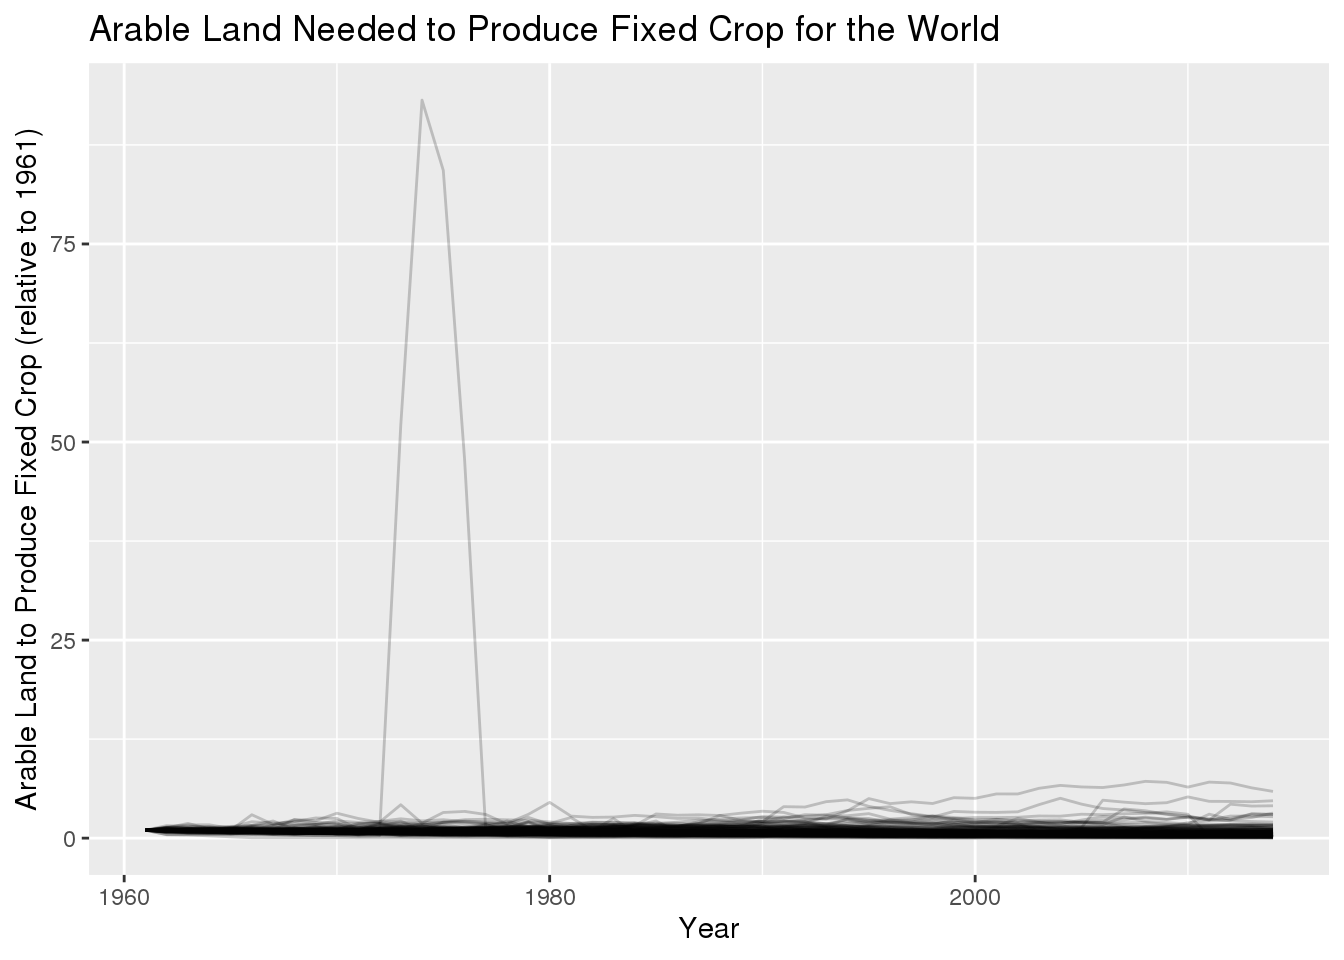 Arable Land Needed to Produce Fixed Crop for the World
Arable Land to Produce Fixed Crop (relative to 1961)
75
50
25
0
1960
1980
2000
Year